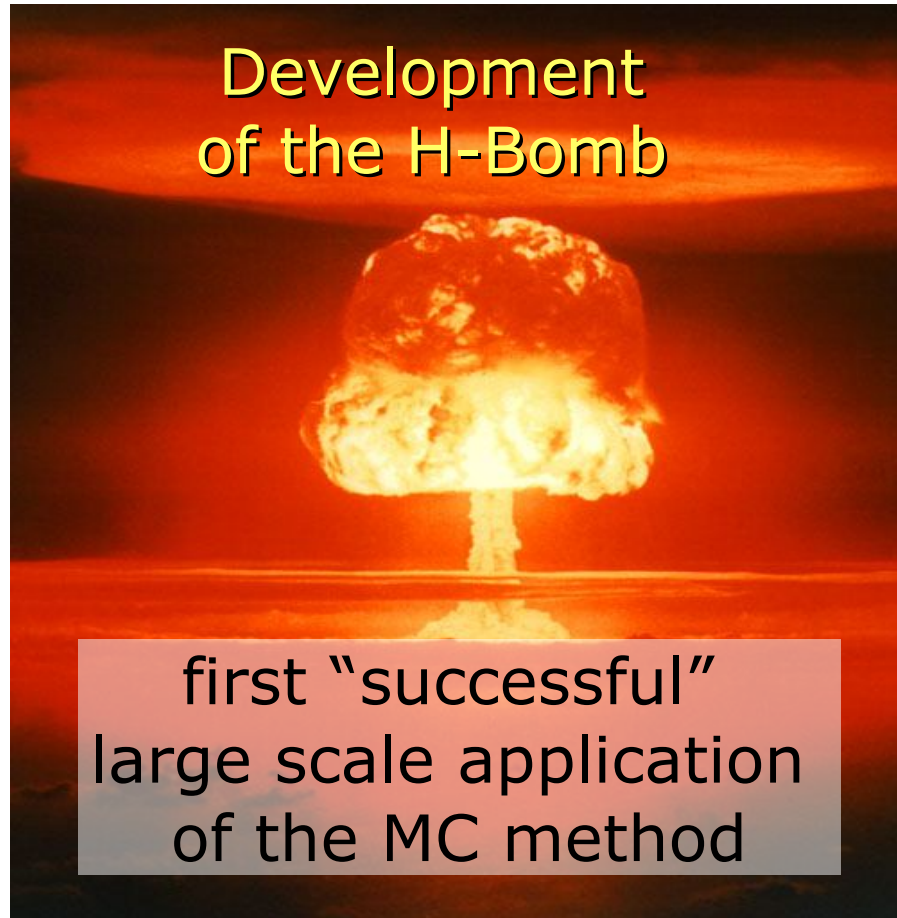 Development
of the H-Bomb
first “successful”
large scale application
of the MC method